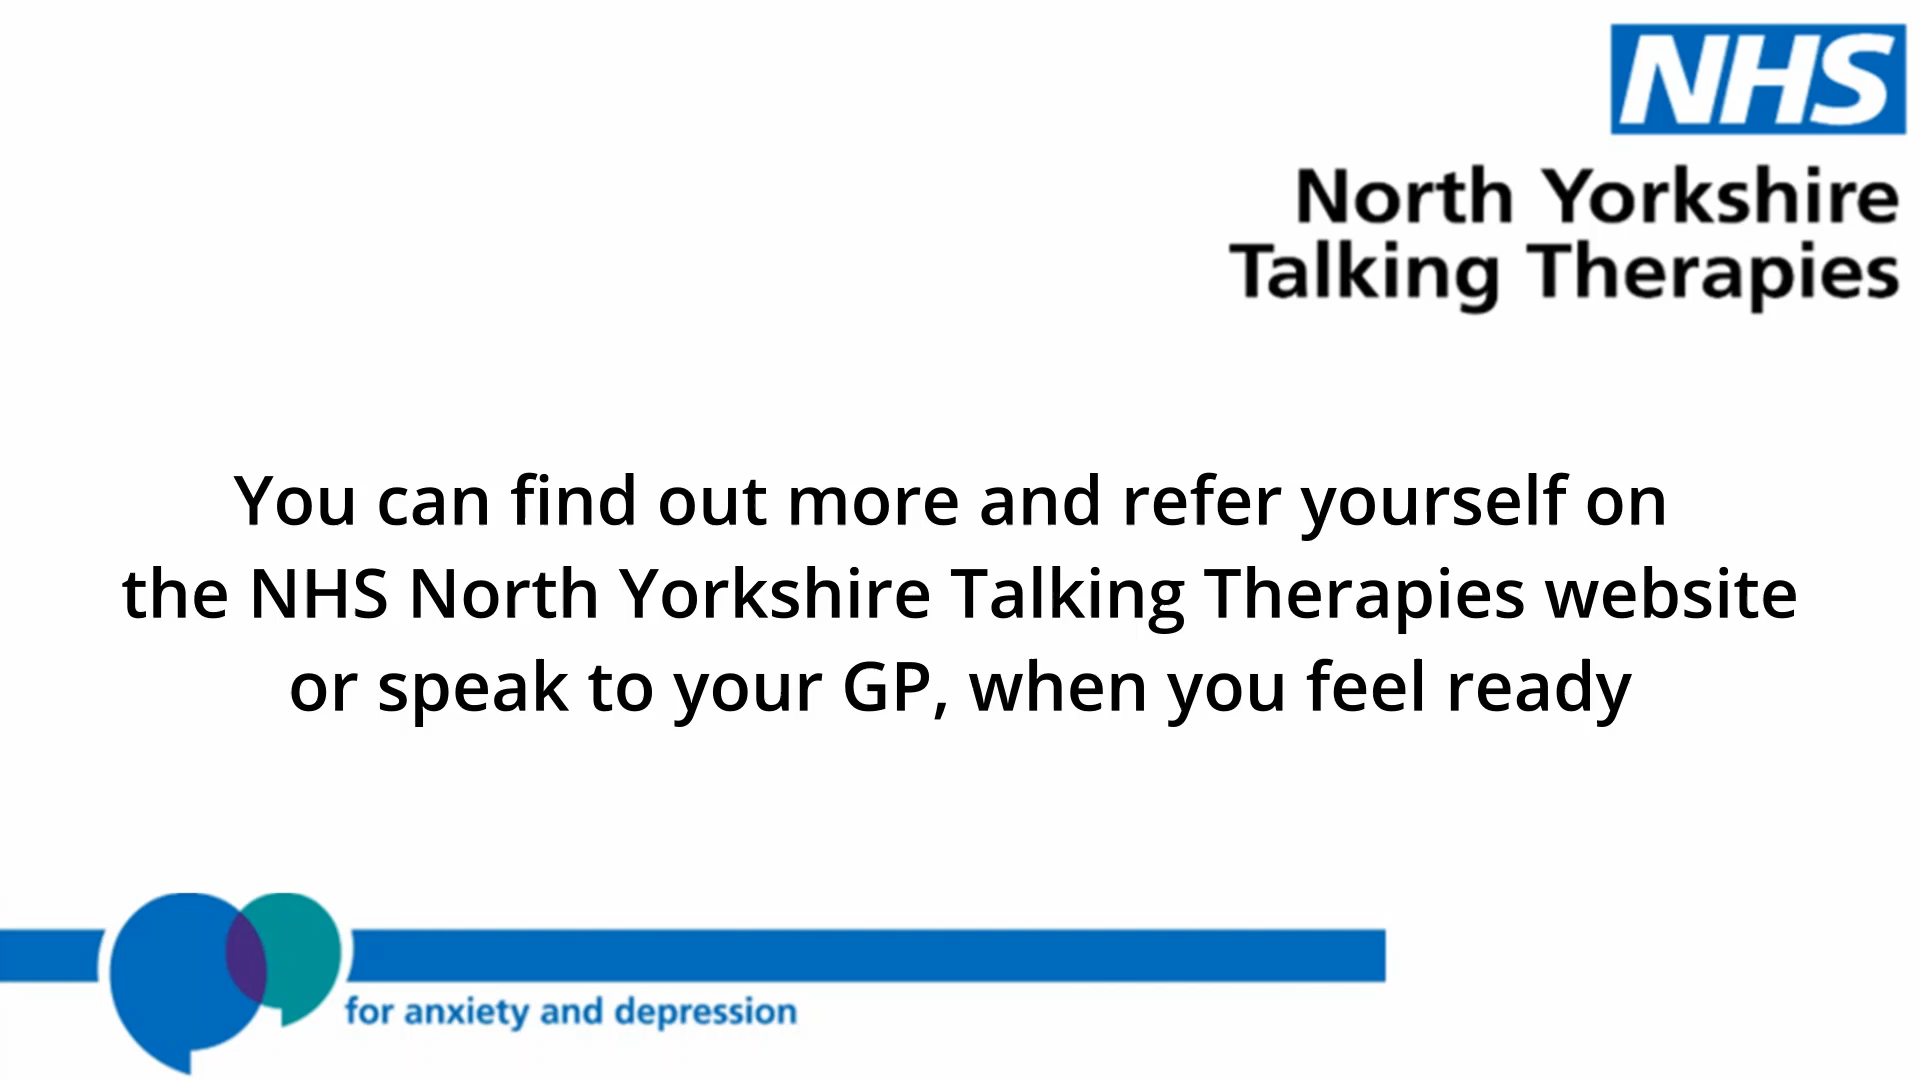 NHS
North Yorkshire
Talking Therapies
You can find out more and refer yourself on
the NHS North Yorkshire Talking Therapies website
or speak to your GP, when you feel ready
for anxiety and depression